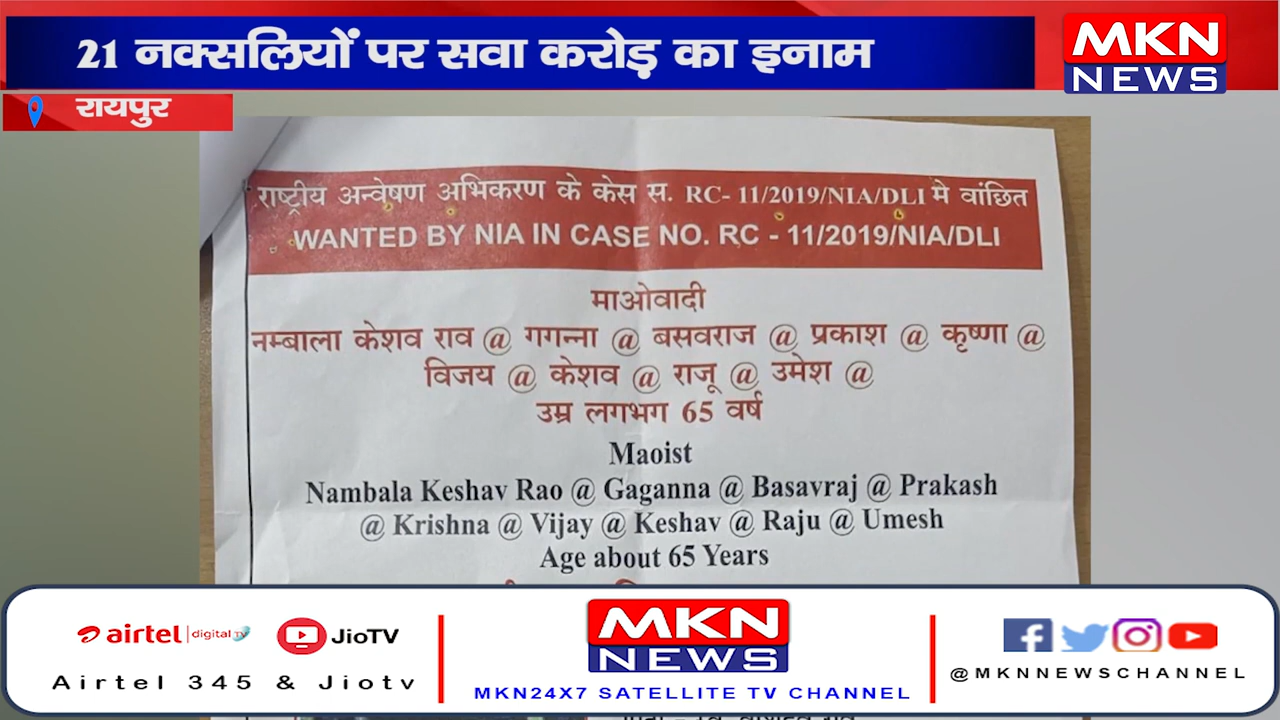 21 नक्सलियों पर सवा करोड़ का इनाम
MKN
NEWS
रायपुर
राष्ट्रीय अन्वेषण अभिकरण के केस स. RC- 11/2019/NIA/DLI मे वांछित
WANTED BY NIA IN CASE NO. RC - 11/2019/NIA/DLI
माओवादी
नम्बाला केशव राव @ गगन्ना @ बसवराज @ प्रकाश @ कृष्णा @
विजय @ केशव @ राजू @ उमेश @
उम्र लगभग 65 वर्ष
Maoist
Nambala Keshav Rao @ Gaganna @ Basavraj @ Prakash
@ Krishna @ Vijay @ Keshav @ Raju @ Umesh
Age about 65 Years
airtel digital TV JioTV
Airtel 345 & Jiotv
MKN
NEWS
MKN24X7 SATELLITE TV CHANNEL
@MKNNEWSCHANNEL